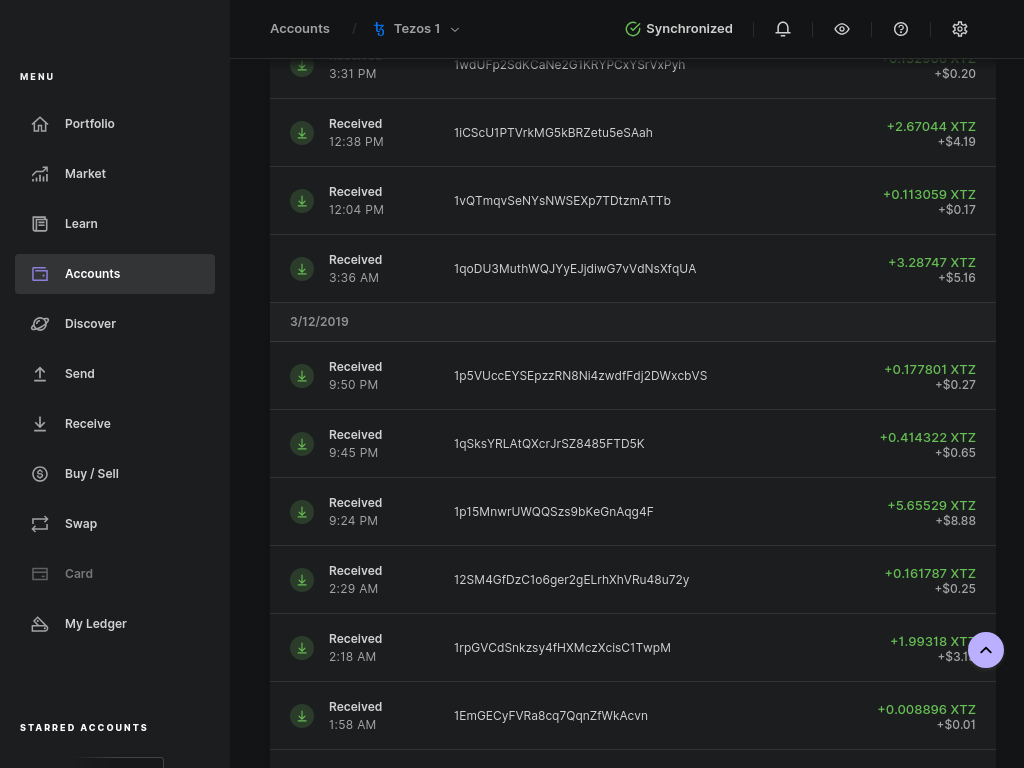 Accounts / Tezos 1
Synchronized
MENU
Portfolio
Market
Learn
Accounts
Discover
Send
Receive
Buy / Sell
Swap
Card
My Ledger
STARRED ACCOUNTS
3:31 PM
+$0.20
Received
12:38 PM
1iCScU1PTVrkMG5kBRZetu5eSAah
+2.67044 XTZ
+$4.19
Received
12:04 PM
1vQTmqvSeNYsNWSEXp7TDtzmATTb
+0.113059 XTZ
+$0.17
Received
3:36 AM
1qoDU3MuthWQJYyEJjdiwG7vVdNsXfqUA
+3.28747 XTZ
+$5.16
3/12/2019
Received
9:50 PM
1p5VUccEYSEpzzRN8Ni4zwdfFdj2DWxcbVS
+0.177801 XTZ
+$0.27
Received
9:45 PM
1qSksYRLAtQXcrJrSZ8485FTD5K
+0.414322 XTZ
+$0.65
Received
9:24 PM
1p15MnwrUWQQSzs9bKeGnAqg4F
+5.65529 XTZ
+$8.88
Received
2:29 AM
12SM4GfDzC1o6ger2gELrhXhVRu48u72y
+0.161787 XTZ
+$0.25
Received
2:18 AM
1rpGVCdSnkzsy4fHXMczXcisC1TwpM
+1.99318 XTZ
Received
1:58 AM
1EmGECyFVRa8cq7QqnZfWkAcvn
+0.008896 XTZ
+$0.01